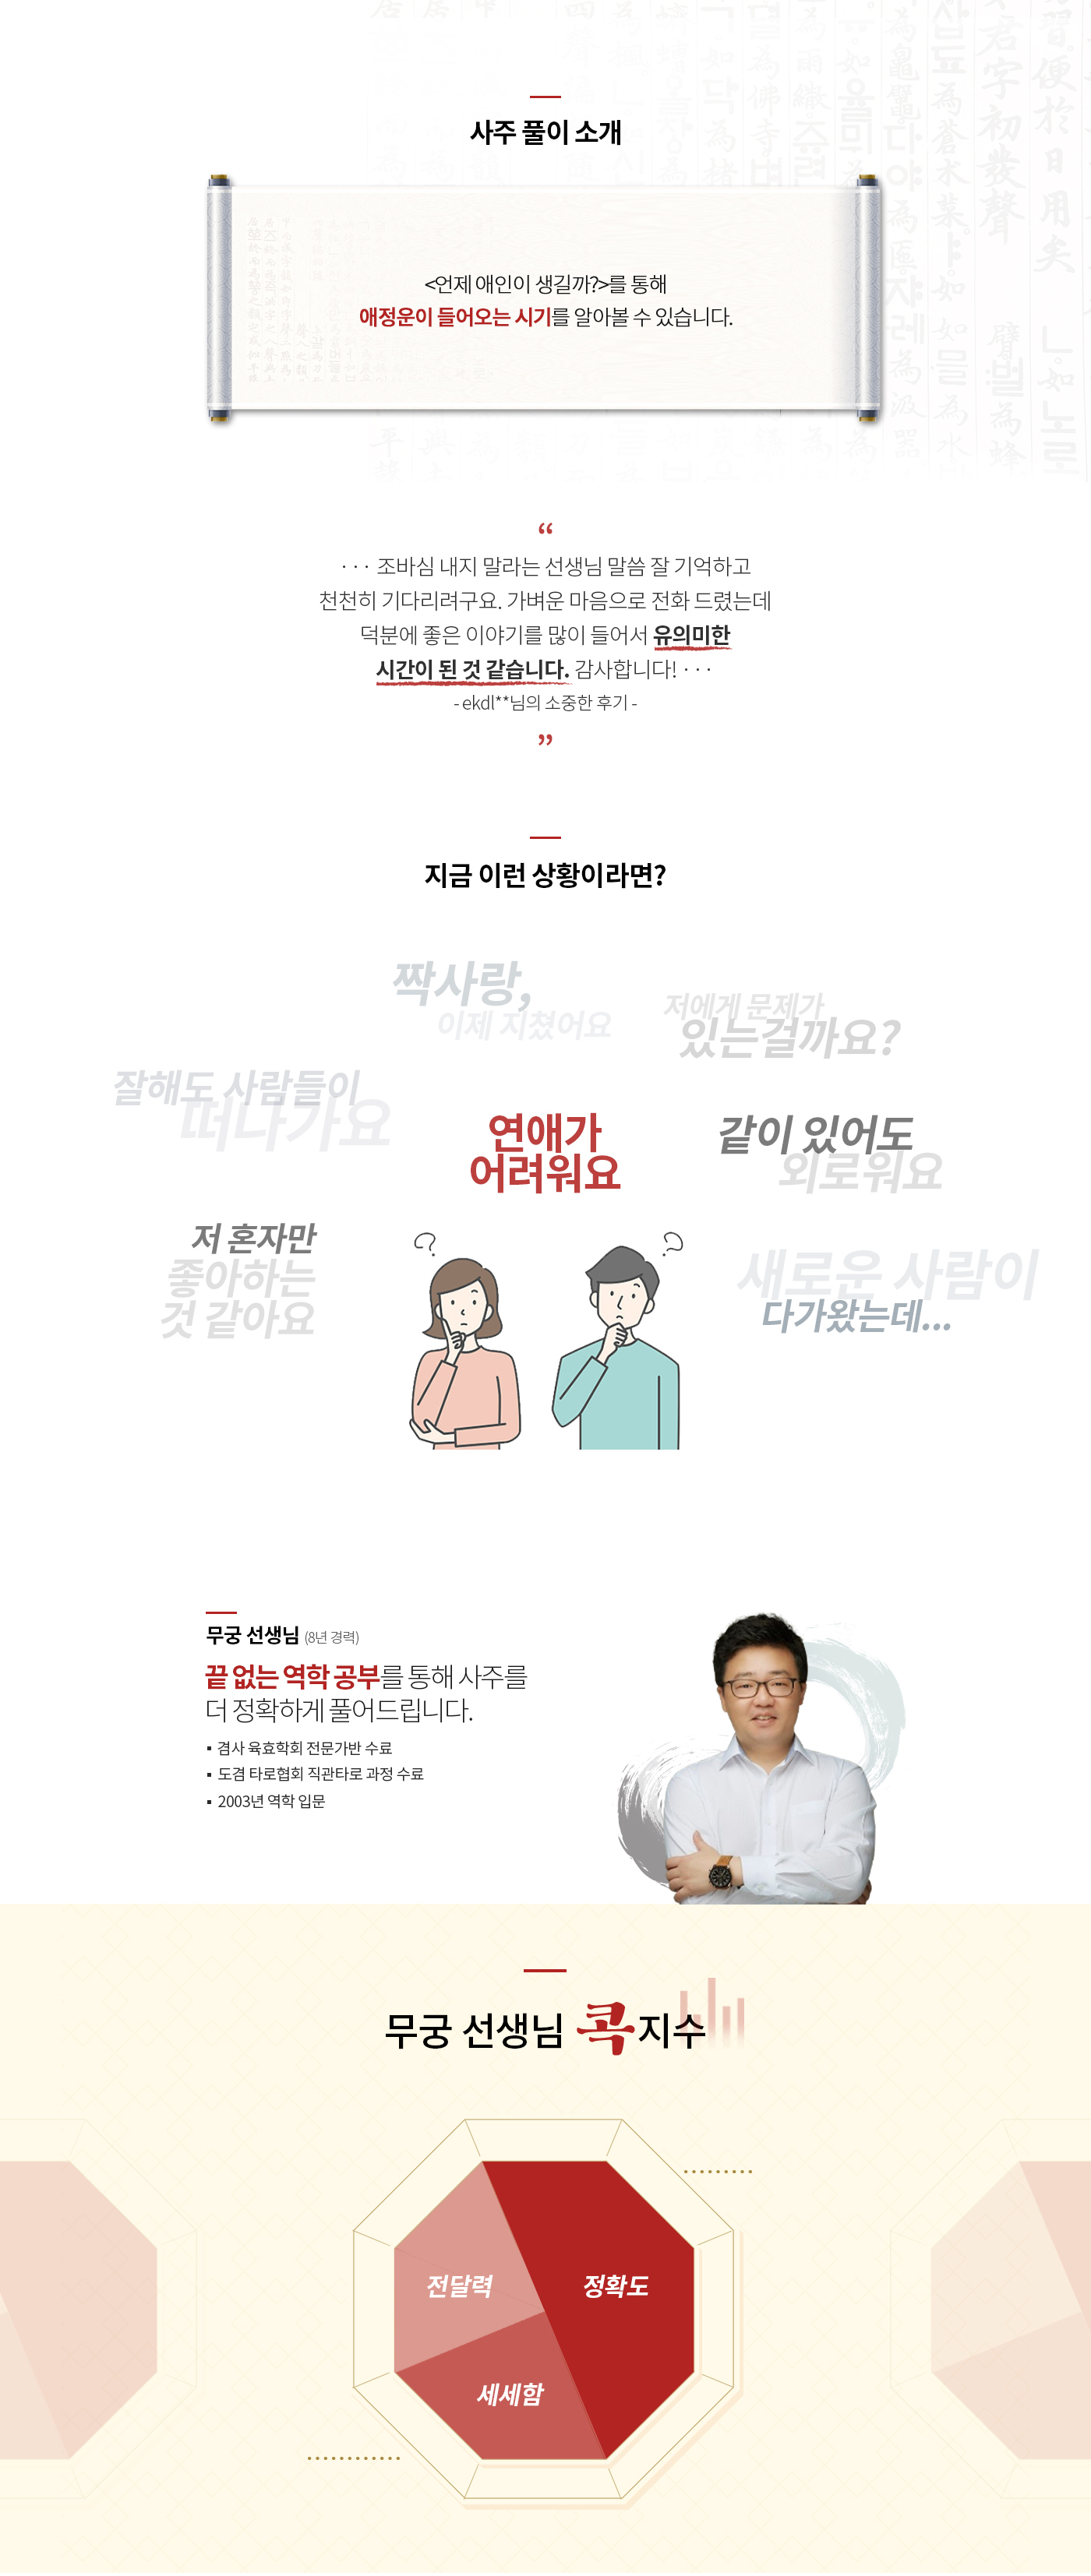 사주 풀이 소개
<언제 애인이 생길까?>를 통해
애정운이 들어오는 시기를 알아볼 수 있습니다.
“
··· 조바심 내지 말라는 선생님 말씀 잘 기억하고
천천히 기다리려구요. 가벼운 마음으로 전화 드렸는데
덕분에 좋은 이야기를 많이 들어서 유의미한
시간이 된 것 같습니다. 감사합니다! ···
- ekdl**님의 소중한 후기 -
”
지금 이런 상황이라면?
짝사랑,
이제 지쳤어요
저에게 문제가
있는걸까요?
잘해도 사람들이
떠나가요
연애가
어려워요
같이 있어도
외로워요
저 혼자만
좋아하는
것 같아요
새로운 사람이
다가왔는데...
?
?
무궁 선생님 (8년 경력)
끝 없는 역학 공부를 통해 사주를
더 정확하게 풀어드립니다.
▪ 겸사 육효학회 전문가반 수료
▪ 도겸 타로협회 직관타로 과정 수료
▪ 2003년 역학 입문
무궁 선생님 콕지수
전달력
정확도
세세함